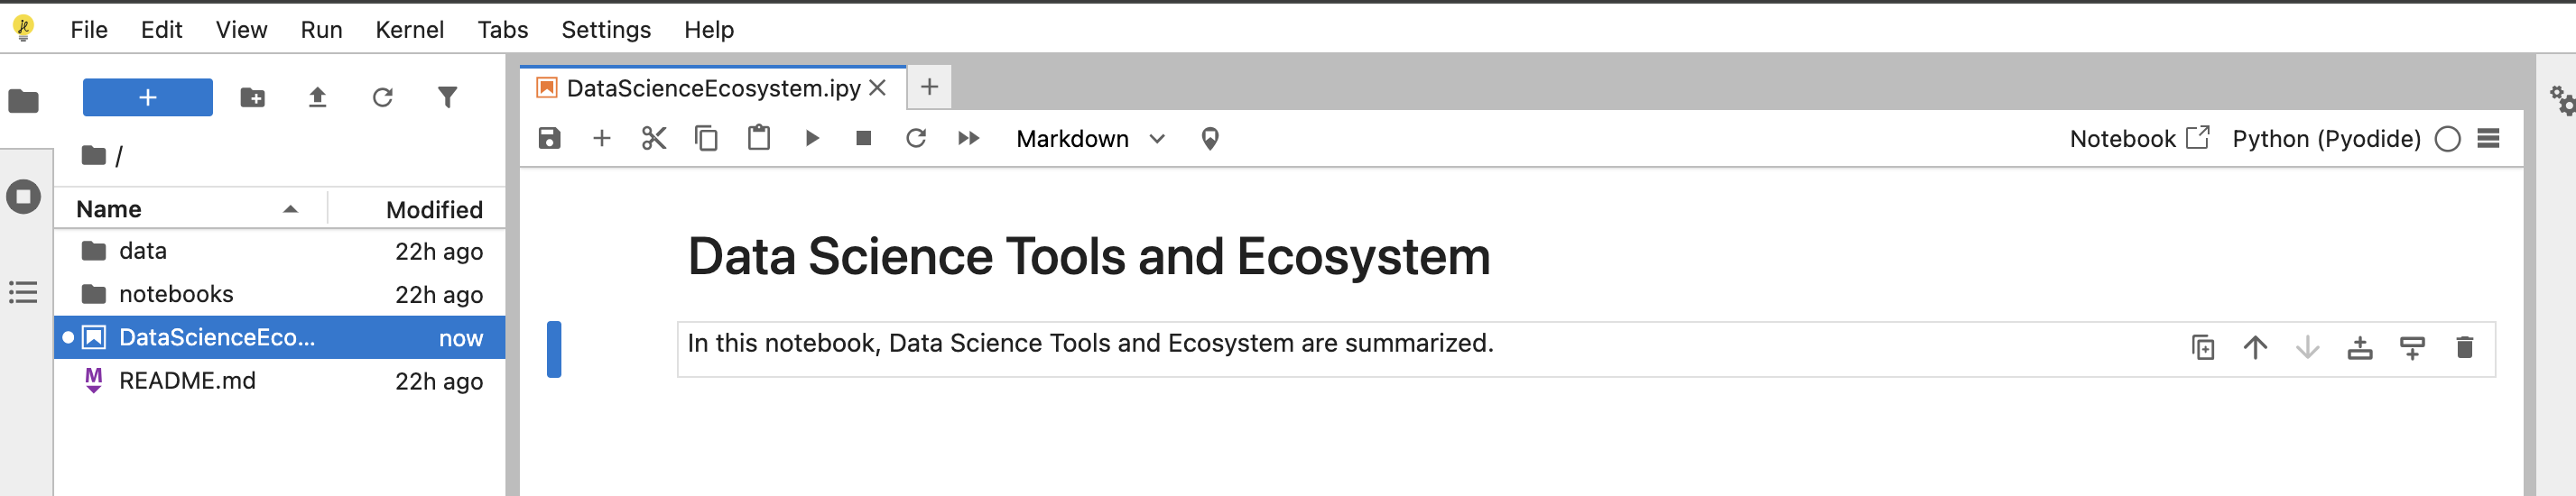 File Edit View Run Kernel Tabs Settings Help
DataScienceEcosystem.ipy
Markdown
Notebook
Python (Pyodide)
/
Name Modified
data 22h ago
notebooks 22h ago
DataScienceEco... now
README.md 22h ago
Data Science Tools and Ecosystem
In this notebook, Data Science Tools and Ecosystem are summarized.